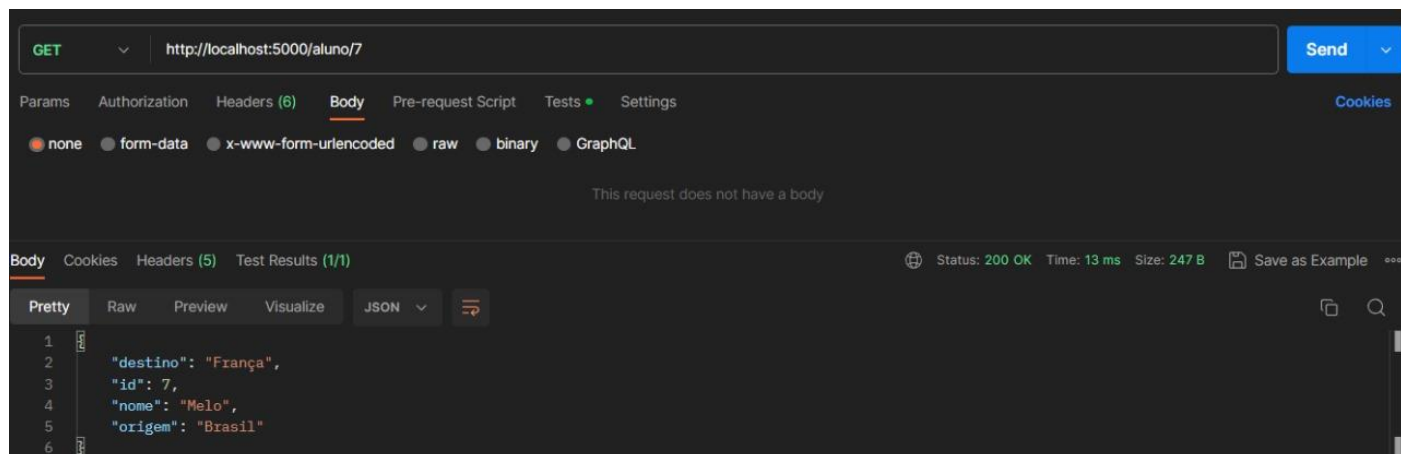 GET http://localhost:5000/aluno/7 Send
Params Authorization Headers (6) Body Pre-request Script Tests Settings Cookies
none form-data x-www-form-urlencoded raw binary GraphQL
This request does not have a body
Body Cookies Headers (5) Test Results (1/1) Status: 200 OK Time: 13 ms Size: 247 B Save as Example
Pretty Raw Preview Visualize JSON
1 {
2 "destino": "França",
3 "id": 7,
4 "nome": "Melo",
5 "origem": "Brasil"
6 }